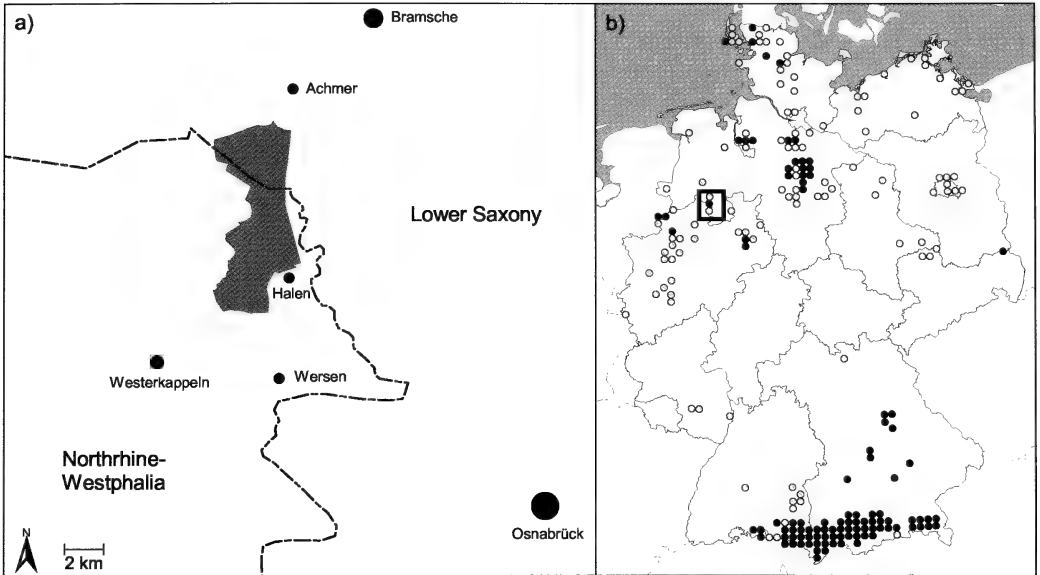 a)
Bramsche
Achmer
Lower Saxony
Halen
Westerkappeln
Wersen
Northrhine-
Westphalia
Osnabrück
N
2 km
b)